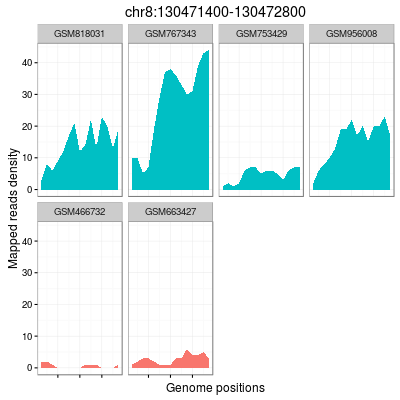 chr8:130471400-130472800
GSM818031 GSM767343 GSM753429 GSM956008
40
30
20
10
0
GSM466732 GSM663427
40
30
20
10
0
Mapped reads density
Genome positions